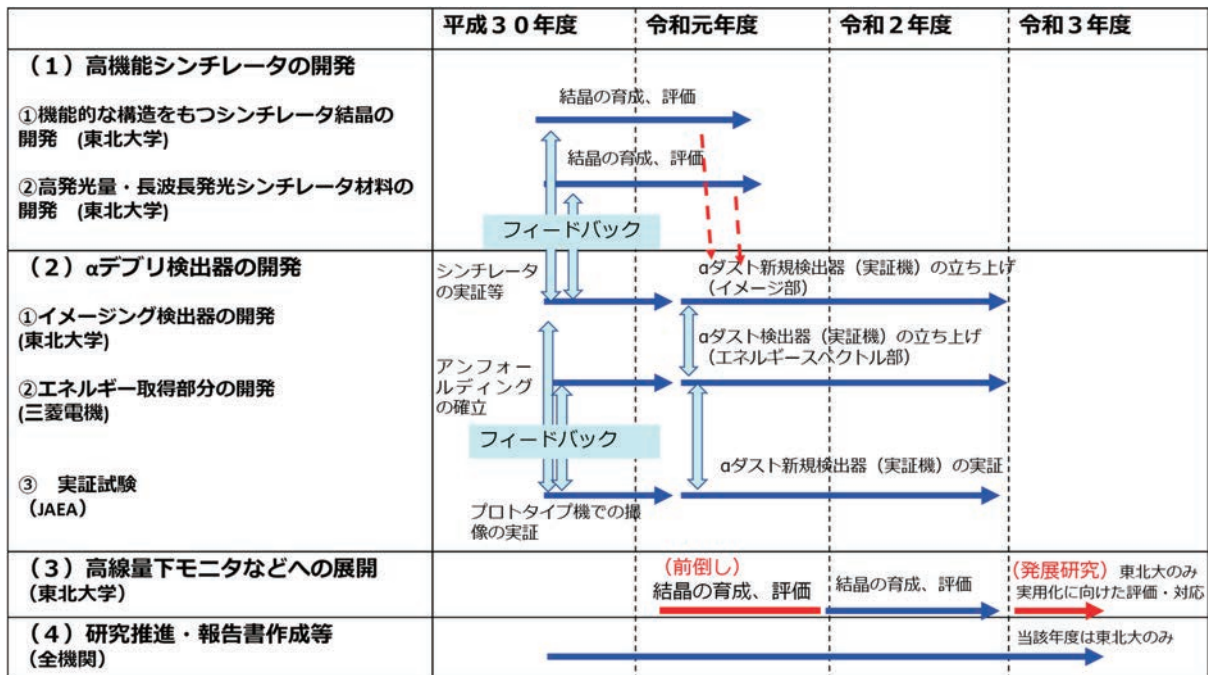 平成３０年度
令和元年度
令和２年度
令和３年度
（１）高機能シンチレータの開発
①機能的な構造をもつシンチレータ結晶の
開発　(東北大学)
②高発光量・長波長発光シンチレータ材料の
開発　(東北大学)
結晶の育成、評価
結晶の育成、評価
フィードバック
（２）αデブリ検出器の開発
①イメージング検出器の開発
(東北大学)
②エネルギー取得部分の開発
(三菱電機)
③　実証試験
（JAEA）
シンチレータ
の実証等
αダスト新規検出器（実証機）の立ち上げ
（イメージ部）
αダスト検出器（実証機）の立ち上げ
（エネルギースペクトル部）
アンフォー
ルディング
の確立
フィードバック
αダスト新規検出器（実証機）の実証
プロトタイプ機での撮
像の実証
（３）高線量下モニタなどへの展開
（東北大学）
（前倒し）
結晶の育成、評価
結晶の育成、評価
（発展研究）東北大のみ
実用化に向けた評価・対応
（４）研究推進・報告書作成等
（全機関）
当該年度は東北大のみ